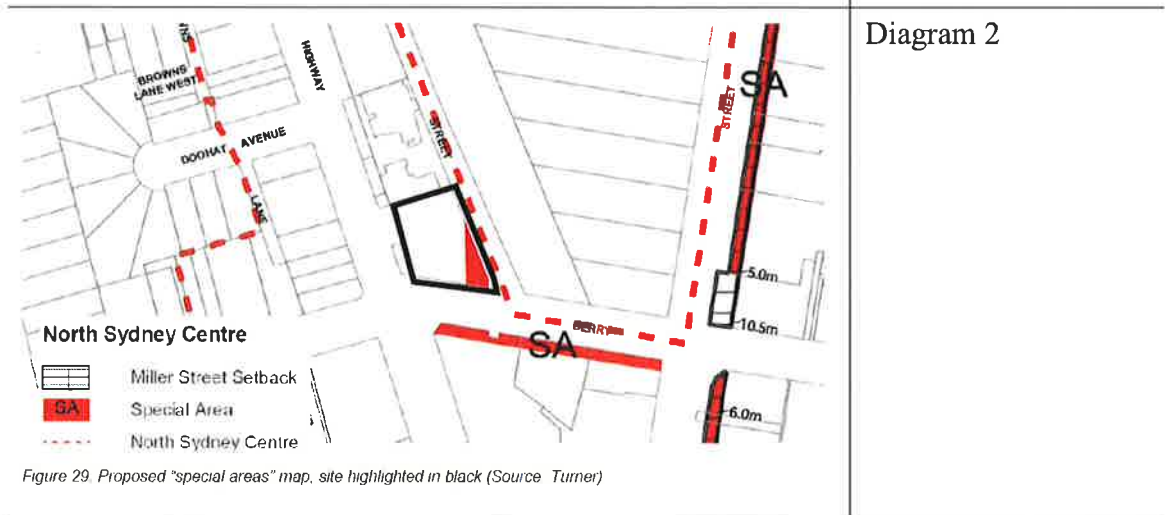 Diagram 2
BROWNS
LANE WEST
HIGHWAY
DOOHAT AVENUE
LANE
STREET
STREET
SA
5.0m
10.5m
BERRY
SA
6.0m
North Sydney Centre
Miller Street Setback
SA Special Area
North Sydney Centre
Figure 29. Proposed "special areas" map, site highlighted in black (Source Turner)